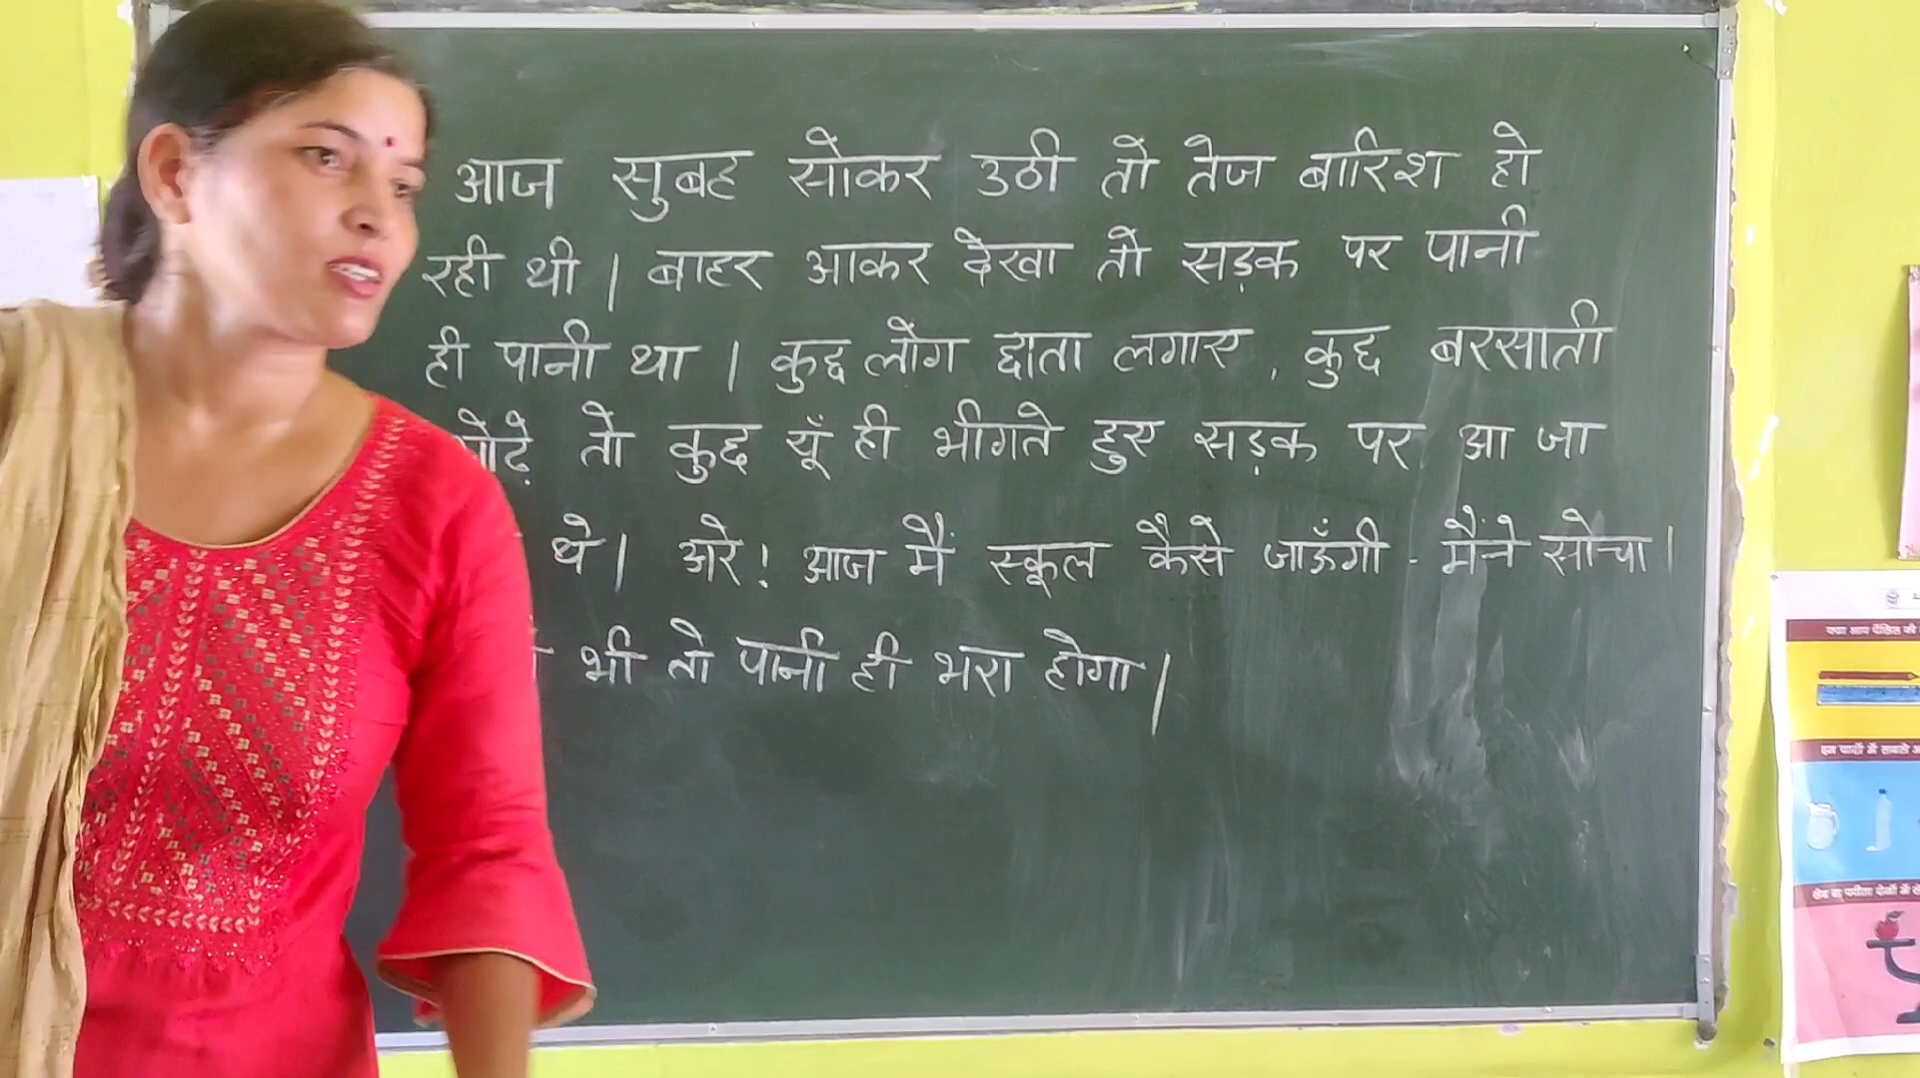 आज सुबह सोकर उठी तो तेज बारिश हो
रही थी । बाहर आकर देखा तो सड़क पर पानी
ही पानी था । कुछ लोग छाता लगाए , कुछ बरसाती
तो कुछ यूँ ही भीगते हुए सड़क पर आ जा
थे । अरे ! आज मैं स्कूल कैसे जाऊँगी - मैंने सोचा ।
भी तो पानी ही भरा होगा ।